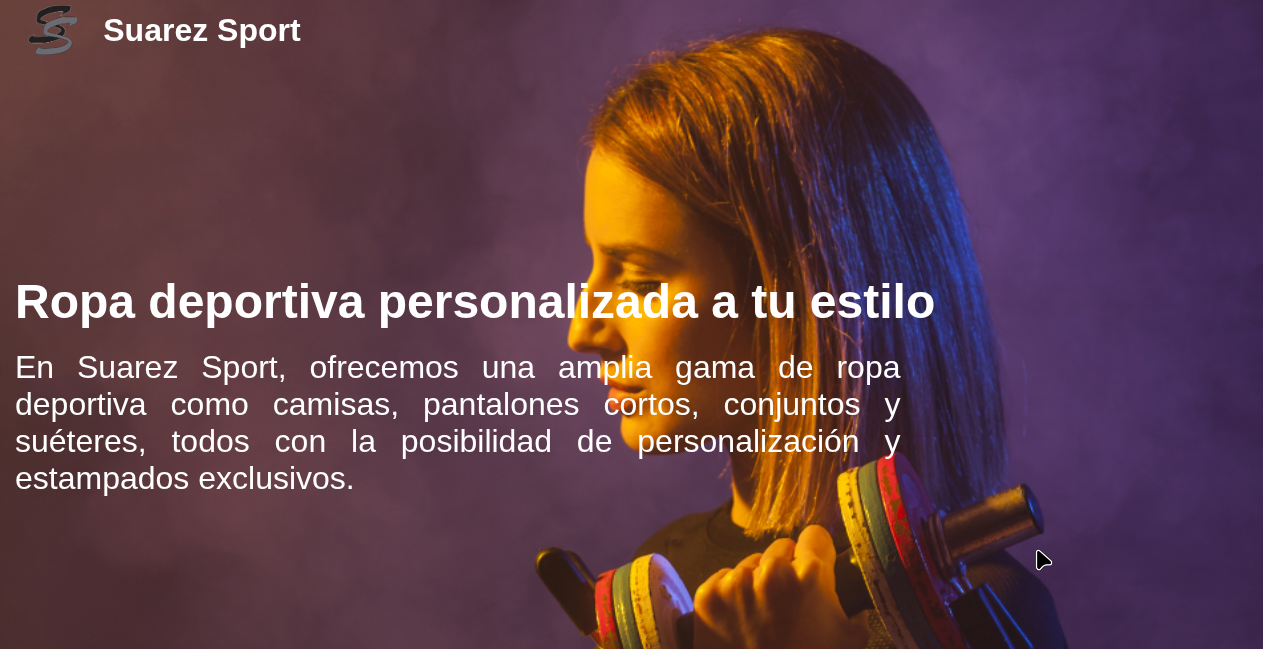 Suarez Sport
Ropa deportiva personalizada a tu estilo
En Suarez Sport, ofrecemos una amplia gama de ropa
deportiva como camisas, pantalones cortos, conjuntos y
suéteres, todos con la posibilidad de personalización y
estampados exclusivos.